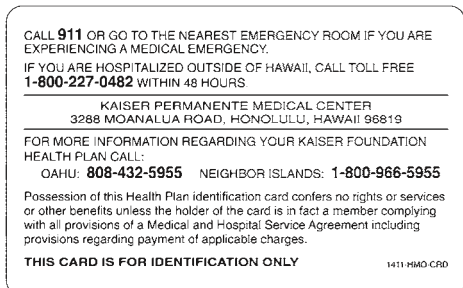 CALL 911 OR GO TO THE NEAREST EMERGENCY ROOM IF YOU ARE
EXPERIENCING A MEDICAL EMERGENCY.
IF YOU ARE HOSPITALIZED OUTSIDE OF HAWAII, CALL TOLL FREE
1-800-227-0482 WITHIN 48 HOURS.
KAISER PERMANENTE MEDICAL CENTER
3288 MOANALUA ROAD, HONOLULU, HAWAII 96819
FOR MORE INFORMATION REGARDING YOUR KAISER FOUNDATION
HEALTH PLAN CALL:
OAHU: 808-432-5955 NEIGHBOR ISLANDS: 1-800-966-5955
Possession of this Health Plan identification card confers no rights or services
or other benefits unless the holder of the card is in fact a member complying
with all provisions of a Medical and Hospital Service Agreement including
provisions regarding payment of applicable charges.
THIS CARD IS FOR IDENTIFICATION ONLY
1411-HMO-CRD